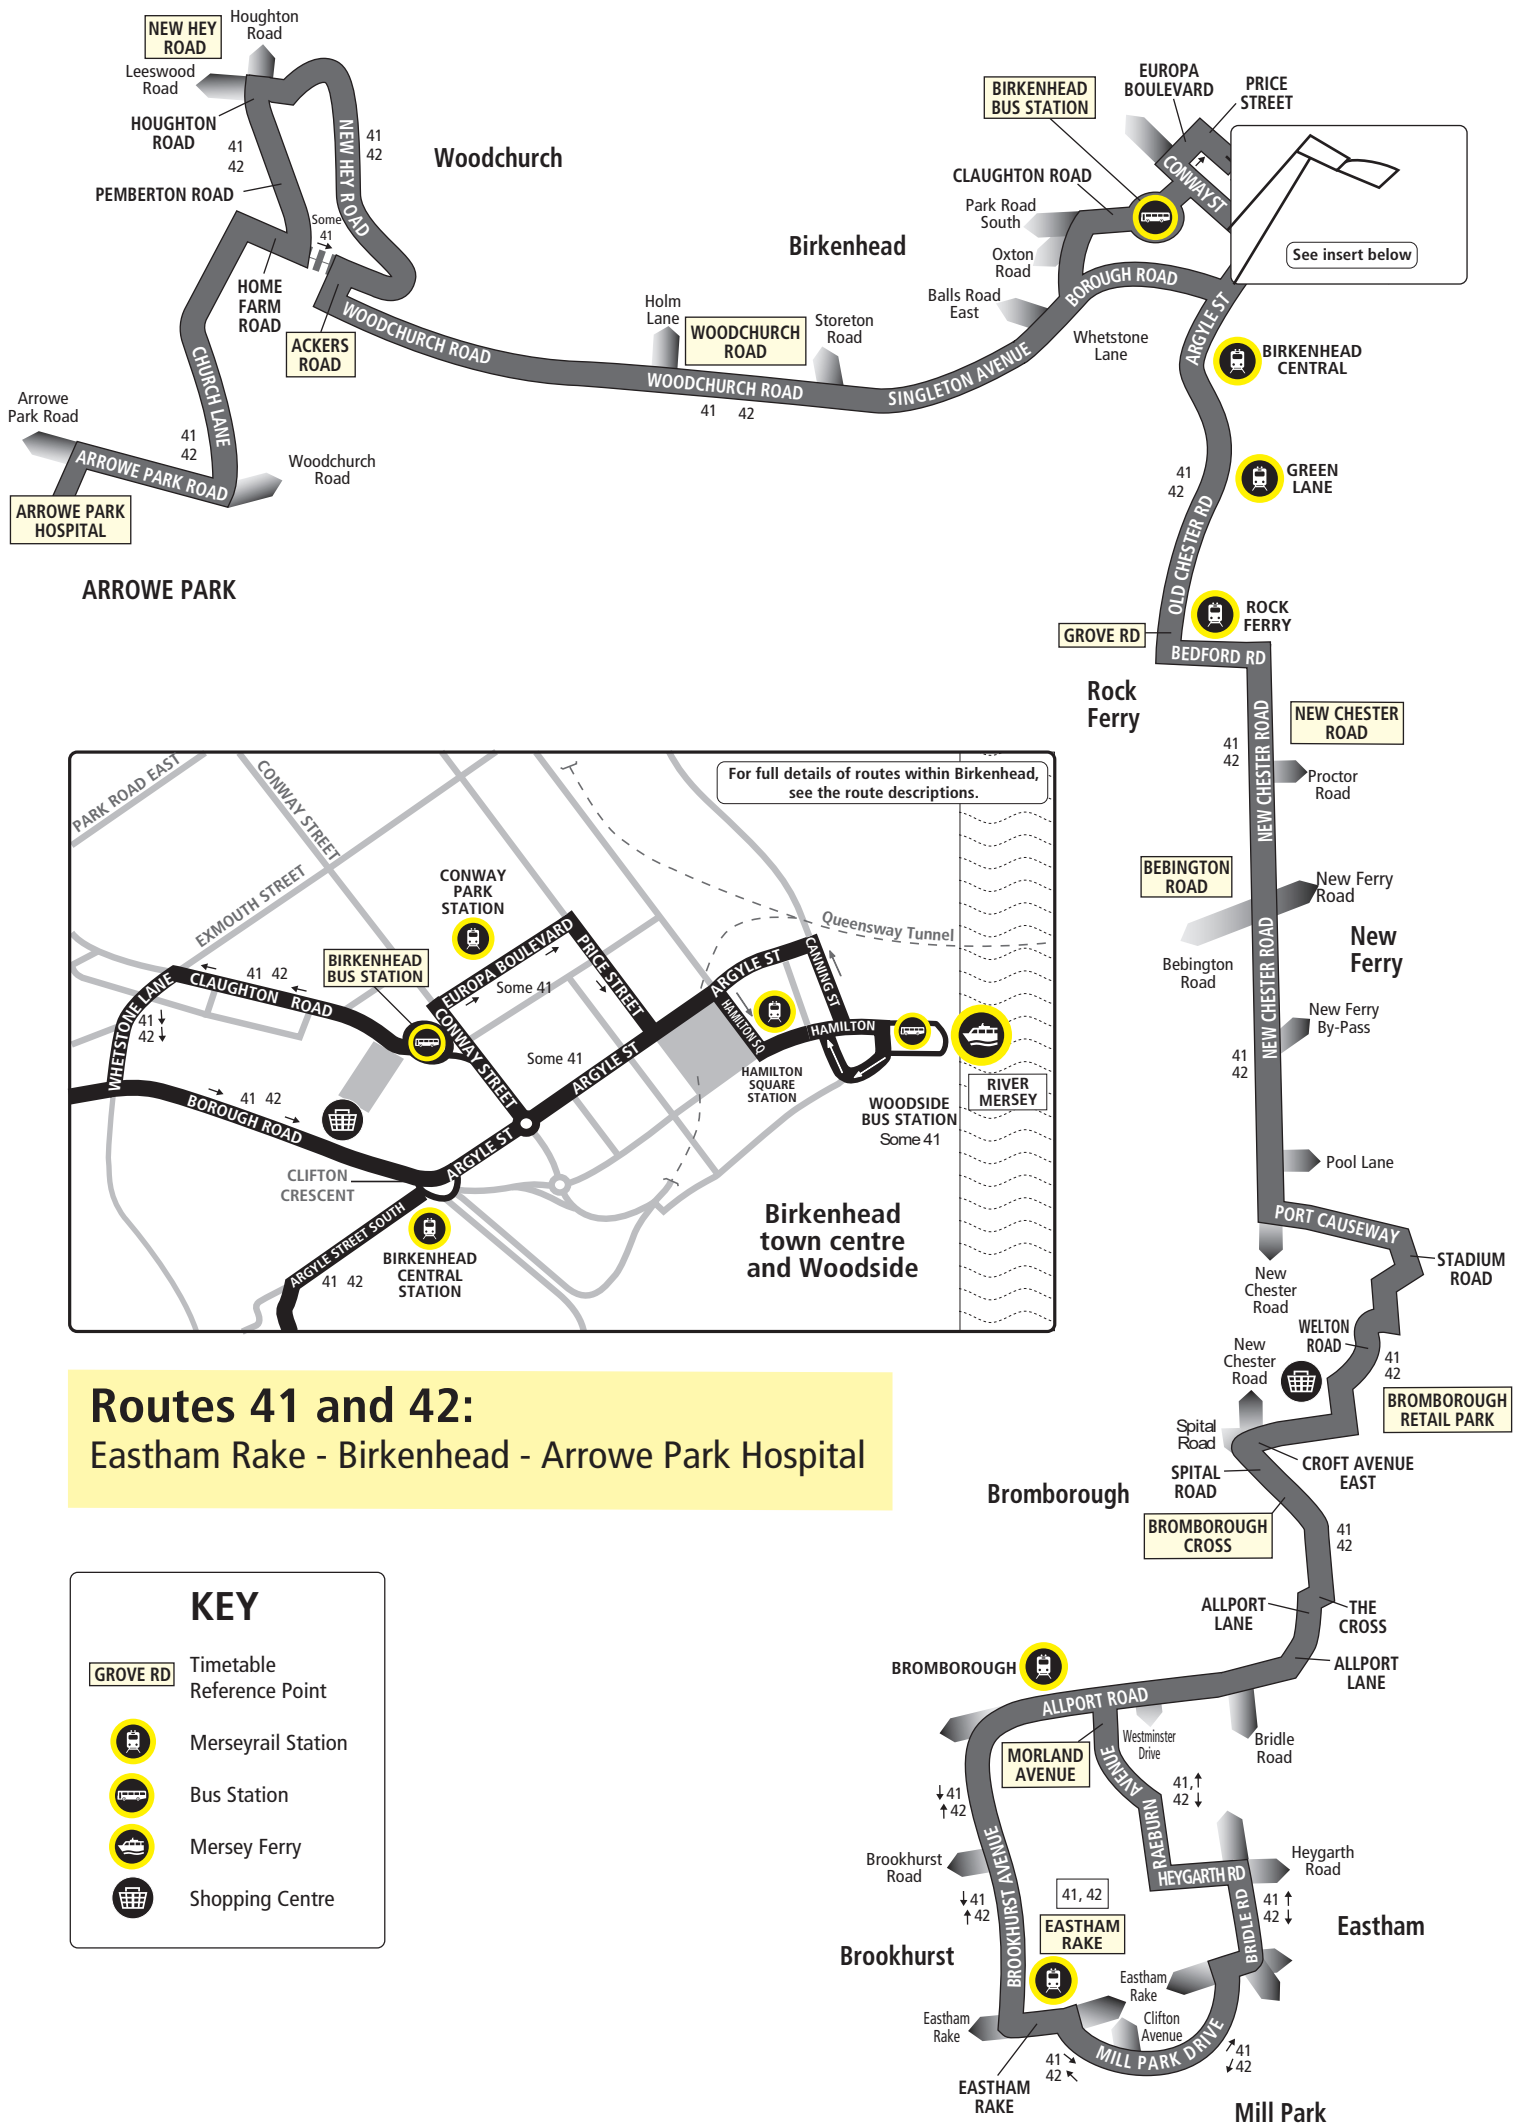 NEW HEY
ROAD
Houghton
Road
Leeswood
Road
HOUGHTON
ROAD
41
42
PEMBERTON ROAD
NEW HEY ROAD
41
42
Woodchurch
Some
41
HOME
FARM
ROAD
ACKERS
ROAD
CHURCH LANE
Arrowe
Park Road
41
42
ARROWE PARK ROAD
Woodchurch
Road
ARROWE PARK
HOSPITAL
ARROWE PARK
WOODCHURCH ROAD
Holm
Lane
WOODCHURCH
ROAD
Storeton
Road
WOODCHURCH ROAD
41 42
SINGLETON AVENUE
Birkenhead
BIRKENHEAD
BUS STATION
EUROPA
BOULEVARD
PRICE
STREET
CONWAY ST
CLAUGHTON ROAD
Park Road
South
Oxton
Road
Balls Road
East
BOROUGH ROAD
Whetstone
Lane
See insert below
ARGYLE ST
BIRKENHEAD
CENTRAL
GREEN
LANE
41
42
OLD CHESTER RD
ROCK
FERRY
GROVE RD
BEDFORD RD
Rock
Ferry
NEW CHESTER
ROAD
NEW CHESTER ROAD
41
42
Proctor
Road
BEBINGTON
ROAD
New Ferry
Road
Bebington
Road
New
Ferry
NEW CHESTER ROAD
New Ferry
By-Pass
41
42
Pool Lane
PORT CAUSEWAY
STADIUM
ROAD
New
Chester
Road
WELTON
ROAD
New
Chester
Road
41
42
BROMBOROUGH
RETAIL PARK
Spital
Road
CROFT AVENUE
EAST
SPITAL
ROAD
Bromborough
BROMBOROUGH
CROSS
41
42
ALLPORT
LANE
THE
CROSS
ALLPORT
LANE
BROMBOROUGH
ALLPORT ROAD
Westminster
Drive
Bridle
Road
MORLAND
AVENUE
RAEBURN AVENUE
41,
42
41
42
BROOKHURST AVENUE
Brookhurst
Road
41
42
HEYGARTH RD
Heygarth
Road
41
42
BRIDLE RD
Eastham
41, 42
EASTHAM
RAKE
Brookhurst
Eastham
Rake
Eastham
Rake
Clifton
Avenue
MILL PARK DRIVE
41
42
41
42
EASTHAM
RAKE
Mill Park
For full details of routes within Birkenhead,
see the route descriptions.
PARK ROAD EAST
CONWAY STREET
EXMOUTH STREET
CONWAY
PARK
STATION
BIRKENHEAD
BUS STATION
EUROPA BOULEVARD
PRICE STREET
Some 41
CONWAY STREET
Some 41
ARGYLE ST
ARGYLE ST
Queensway Tunnel
CANNING ST
HAMILTON SQ
HAMILTON
HAMILTON
SQUARE
STATION
WOODSIDE
BUS STATION
Some 41
RIVER
MERSEY
41 42
CLAUGHTON ROAD
WHETSTONE LANE
41
42
BOROUGH ROAD
41 42
ARGYLE ST
CLIFTON
CRESCENT
ARGYLE STREET SOUTH
41 42
BIRKENHEAD
CENTRAL
STATION
Birkenhead
town centre
and Woodside
Routes 41 and 42:
Eastham Rake - Birkenhead - Arrowe Park Hospital
KEY
GROVE RD
Timetable
Reference Point
Merseyrail Station
Bus Station
Mersey Ferry
Shopping Centre